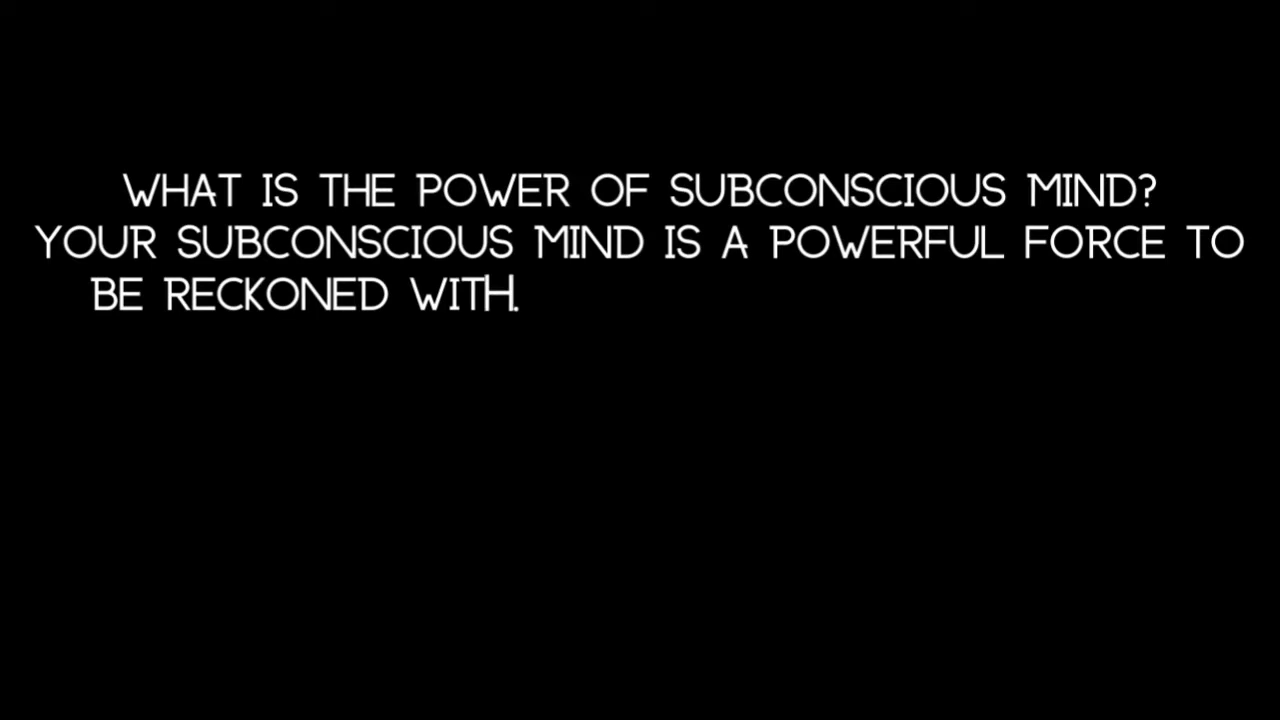 WHAT IS THE POWER OF SUBCONSCIOUS MIND?
YOUR SUBCONSCIOUS MIND IS A POWERFUL FORCE TO
BE RECKONED WITH.